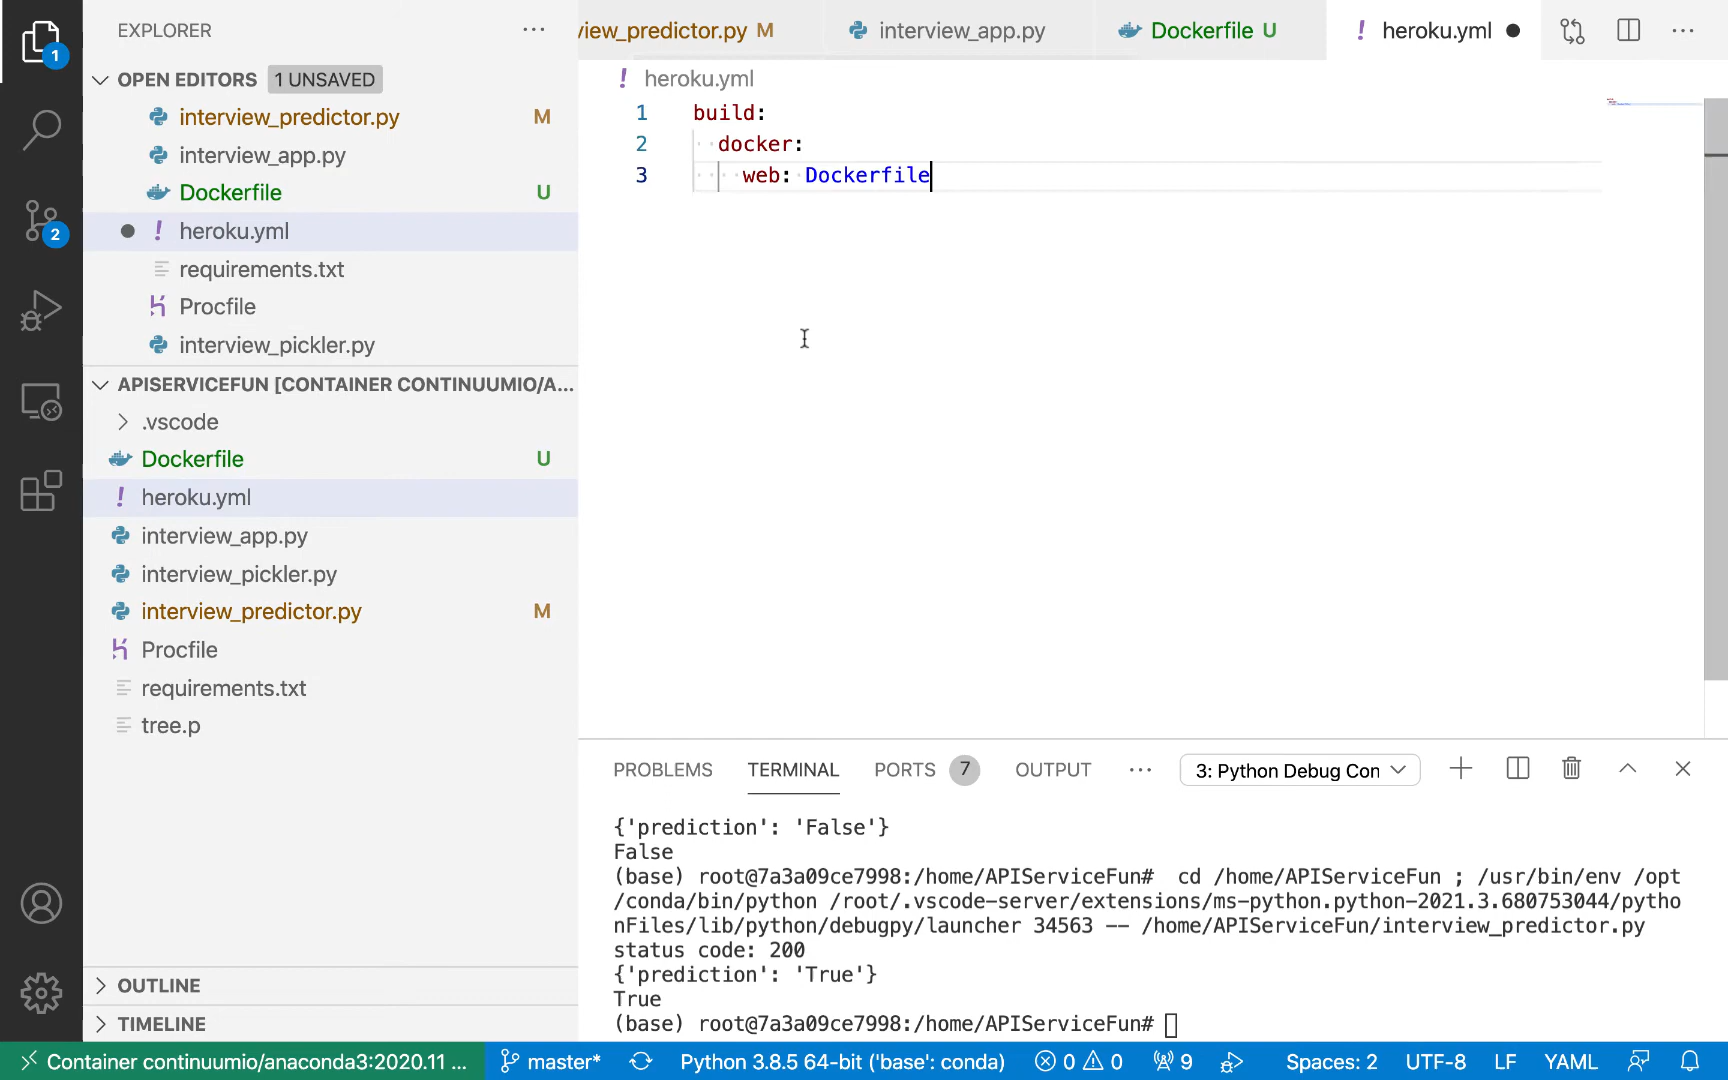 EXPLORER
OPEN EDITORS 1 UNSAVED
interview_predictor.py M
interview_app.py
Dockerfile U
heroku.yml
requirements.txt
Procfile
interview_pickler.py
APISERVICEFUN [CONTAINER CONTINUUMIO/A...
.vscode
Dockerfile U
heroku.yml
interview_app.py
interview_pickler.py
interview_predictor.py M
Procfile
requirements.txt
tree.p
OUTLINE
TIMELINE
1
2
view_predictor.py M
interview_app.py
Dockerfile U
heroku.yml
heroku.yml
1 build:
2 docker:
3 web: Dockerfile
PROBLEMS TERMINAL PORTS 7 OUTPUT 3: Python Debug Con
{'prediction': 'False'}
False
(base) root@7a3a09ce7998:/home/APIServiceFun# cd /home/APIServiceFun ; /usr/bin/env /opt
/conda/bin/python /root/.vscode-server/extensions/ms-python.python-2021.3.680753044/pytho
nFiles/lib/python/debugpy/launcher 34563 -- /home/APIServiceFun/interview_predictor.py
status code: 200
{'prediction': 'True'}
True
(base) root@7a3a09ce7998:/home/APIServiceFun#
Container continuumio/anaconda3:2020.11 ... master* Python 3.8.5 64-bit ('base': conda) 0 0 9 Spaces: 2 UTF-8 LF YAML